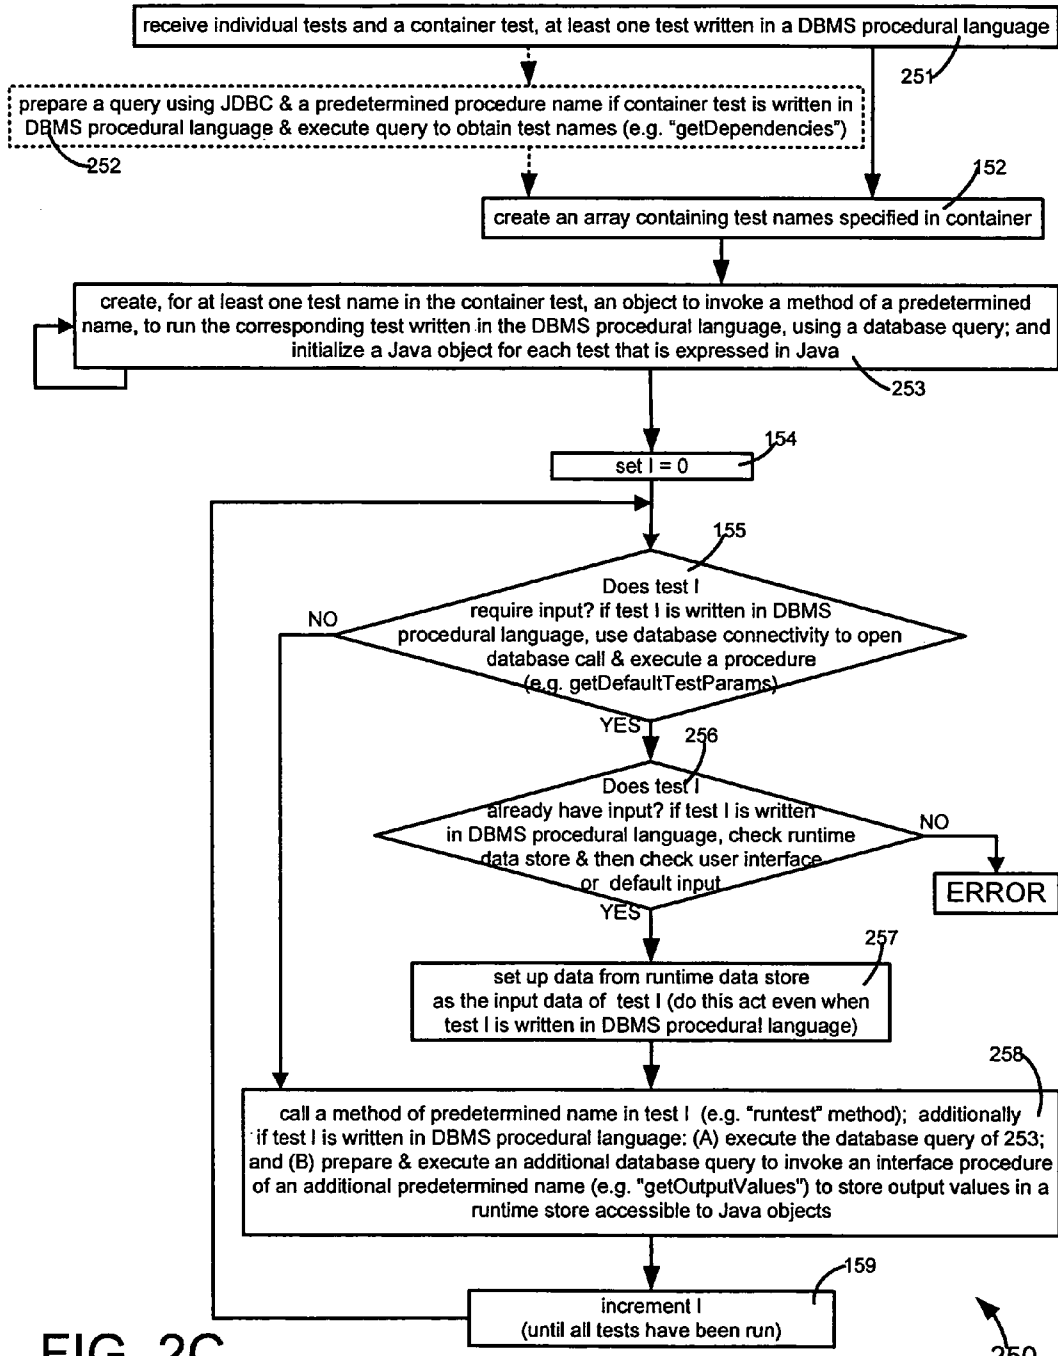 receive individual tests and a container test, at least one test written in a DBMS procedural language
251
prepare a query using JDBC & a predetermined procedure name if container test is written in
DBMS procedural language & execute query to obtain test names (e.g. "getDependencies")
252
152
create an array containing test names specified in container
create, for at least one test name in the container test, an object to invoke a method of a predetermined
name, to run the corresponding test written in the DBMS procedural language, using a database query; and
initialize a Java object for each test that is expressed in Java
253
154
set I = 0
155
Does test I
require input? if test I is written in DBMS
procedural language, use database connectivity to open
database call & execute a procedure
(e.g. getDefaultTestParams)
NO
YES
256
Does test I
already have input? if test I is written
in DBMS procedural language, check runtime
data store & then check user interface
or default input
NO
ERROR
YES
257
set up data from runtime data store
as the input data of test I (do this act even when
test I is written in DBMS procedural language)
258
call a method of predetermined name in test I (e.g. "runtest" method); additionally
if test I is written in DBMS procedural language: (A) execute the database query of 253;
and (B) prepare & execute an additional database query to invoke an interface procedure
of an additional predetermined name (e.g. "getOutputValues") to store output values in a
runtime store accessible to Java objects
159
increment I
(until all tests have been run)
FIG. 2C
250